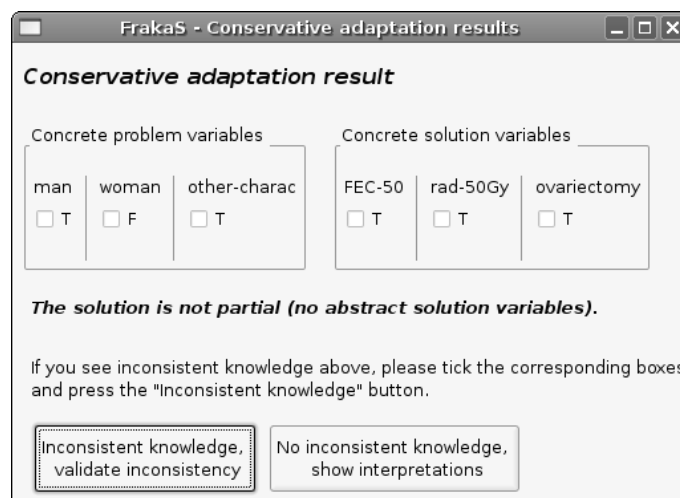 FrakaS - Conservative adaptation results
Conservative adaptation result
Concrete problem variables
Concrete solution variables
man woman other-charac
FEC-50 rad-50Gy ovariectomy
T F T
T T T
The solution is not partial (no abstract solution variables).
If you see inconsistent knowledge above, please tick the corresponding boxes
and press the "Inconsistent knowledge" button.
Inconsistent knowledge,
validate inconsistency
No inconsistent knowledge,
show interpretations